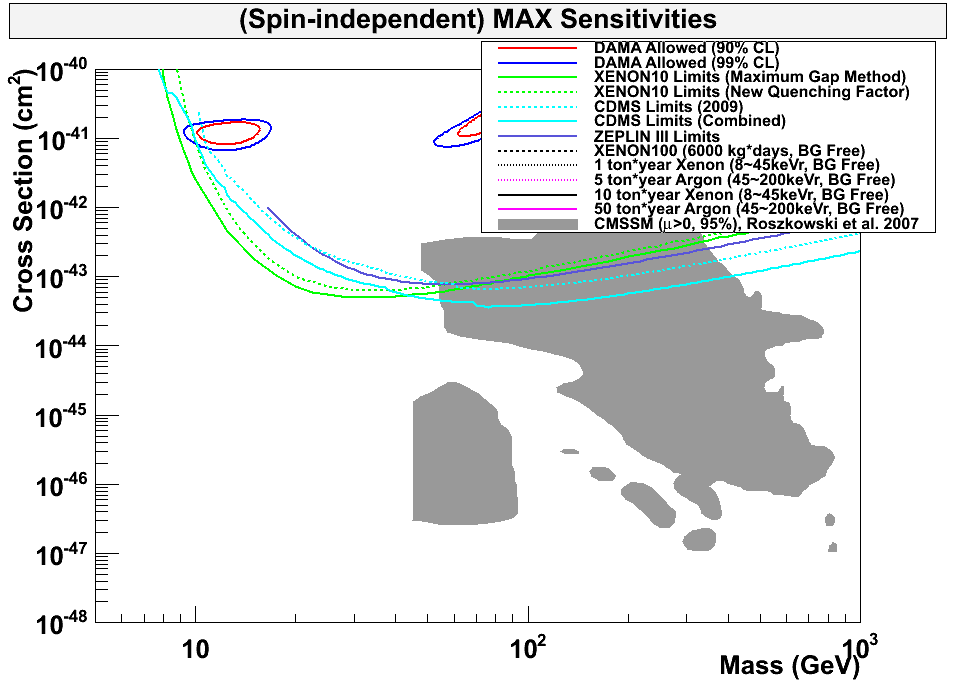 (Spin-independent) MAX Sensitivities
DAMA Allowed (90% CL)
DAMA Allowed (99% CL)
XENON10 Limits (Maximum Gap Method)
XENON10 Limits (New Quenching Factor)
CDMS Limits (2009)
CDMS Limits (Combined)
ZEPLIN III Limits
XENON100 (6000 kg*days, BG Free)
1 ton*year Xenon (8~45keVr, BG Free)
5 ton*year Argon (45~200keVr, BG Free)
10 ton*year Xenon (8~45keVr, BG Free)
50 ton*year Argon (45~200keVr, BG Free)
CMSSM (μ>0, 95%), Roszkowski et al. 2007
Cross Section (cm²)
10⁻⁴⁰
10⁻⁴¹
10⁻⁴²
10⁻⁴³
10⁻⁴⁴
10⁻⁴⁵
10⁻⁴⁶
10⁻⁴⁷
10⁻⁴⁸
10
10²
10³
Mass (GeV)